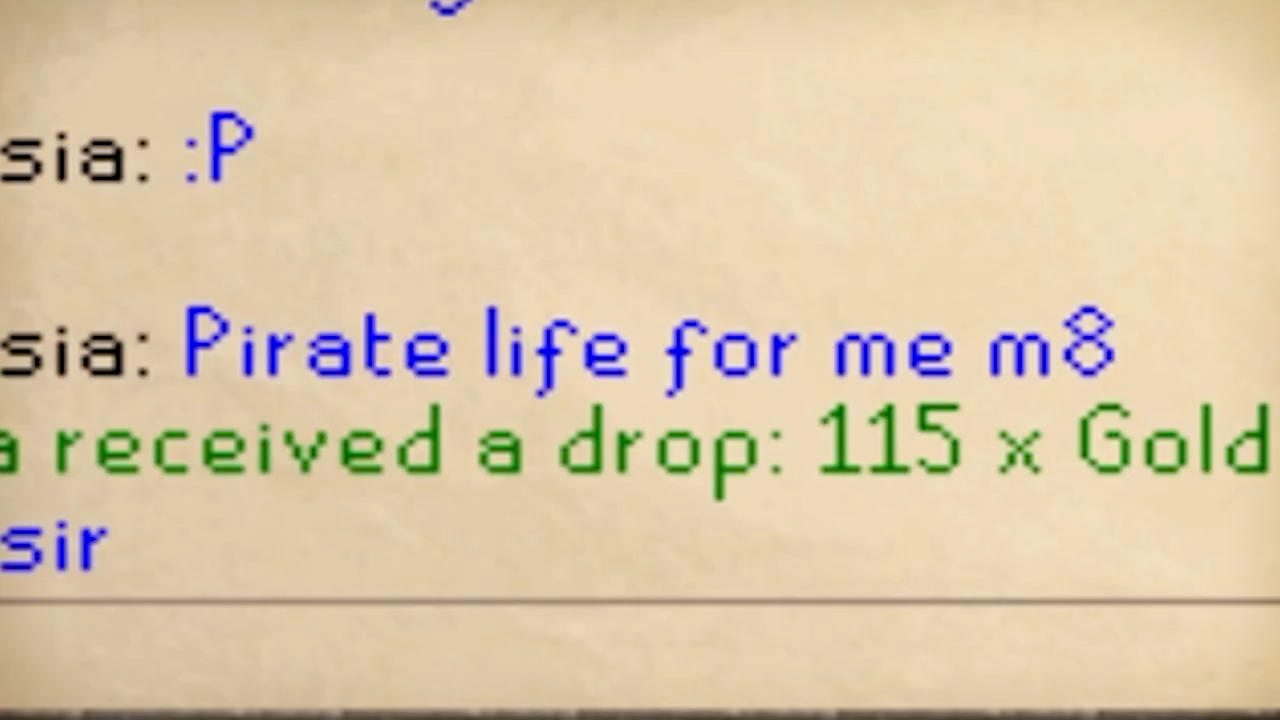 sia: :P
sia: Pirate life for me m8
a received a drop: 115 x Gold
sir